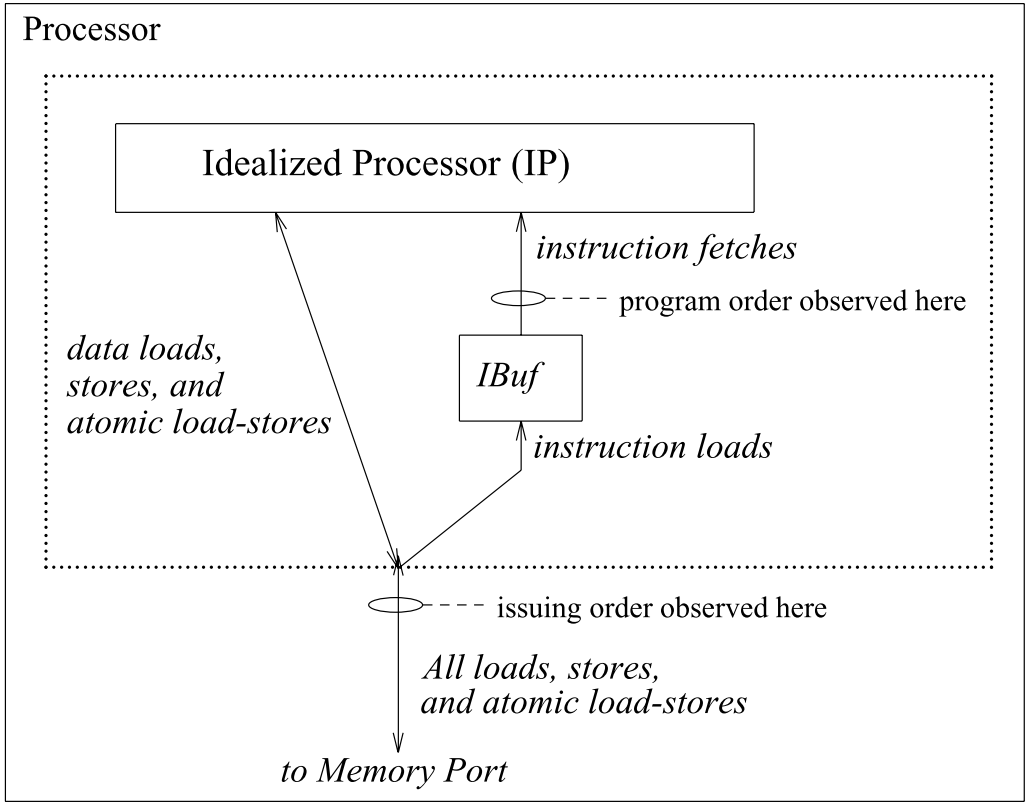 Processor
Idealized Processor (IP)
instruction fetches
program order observed here
data loads,
stores, and
atomic load-stores
IBuf
instruction loads
issuing order observed here
All loads, stores,
and atomic load-stores
to Memory Port